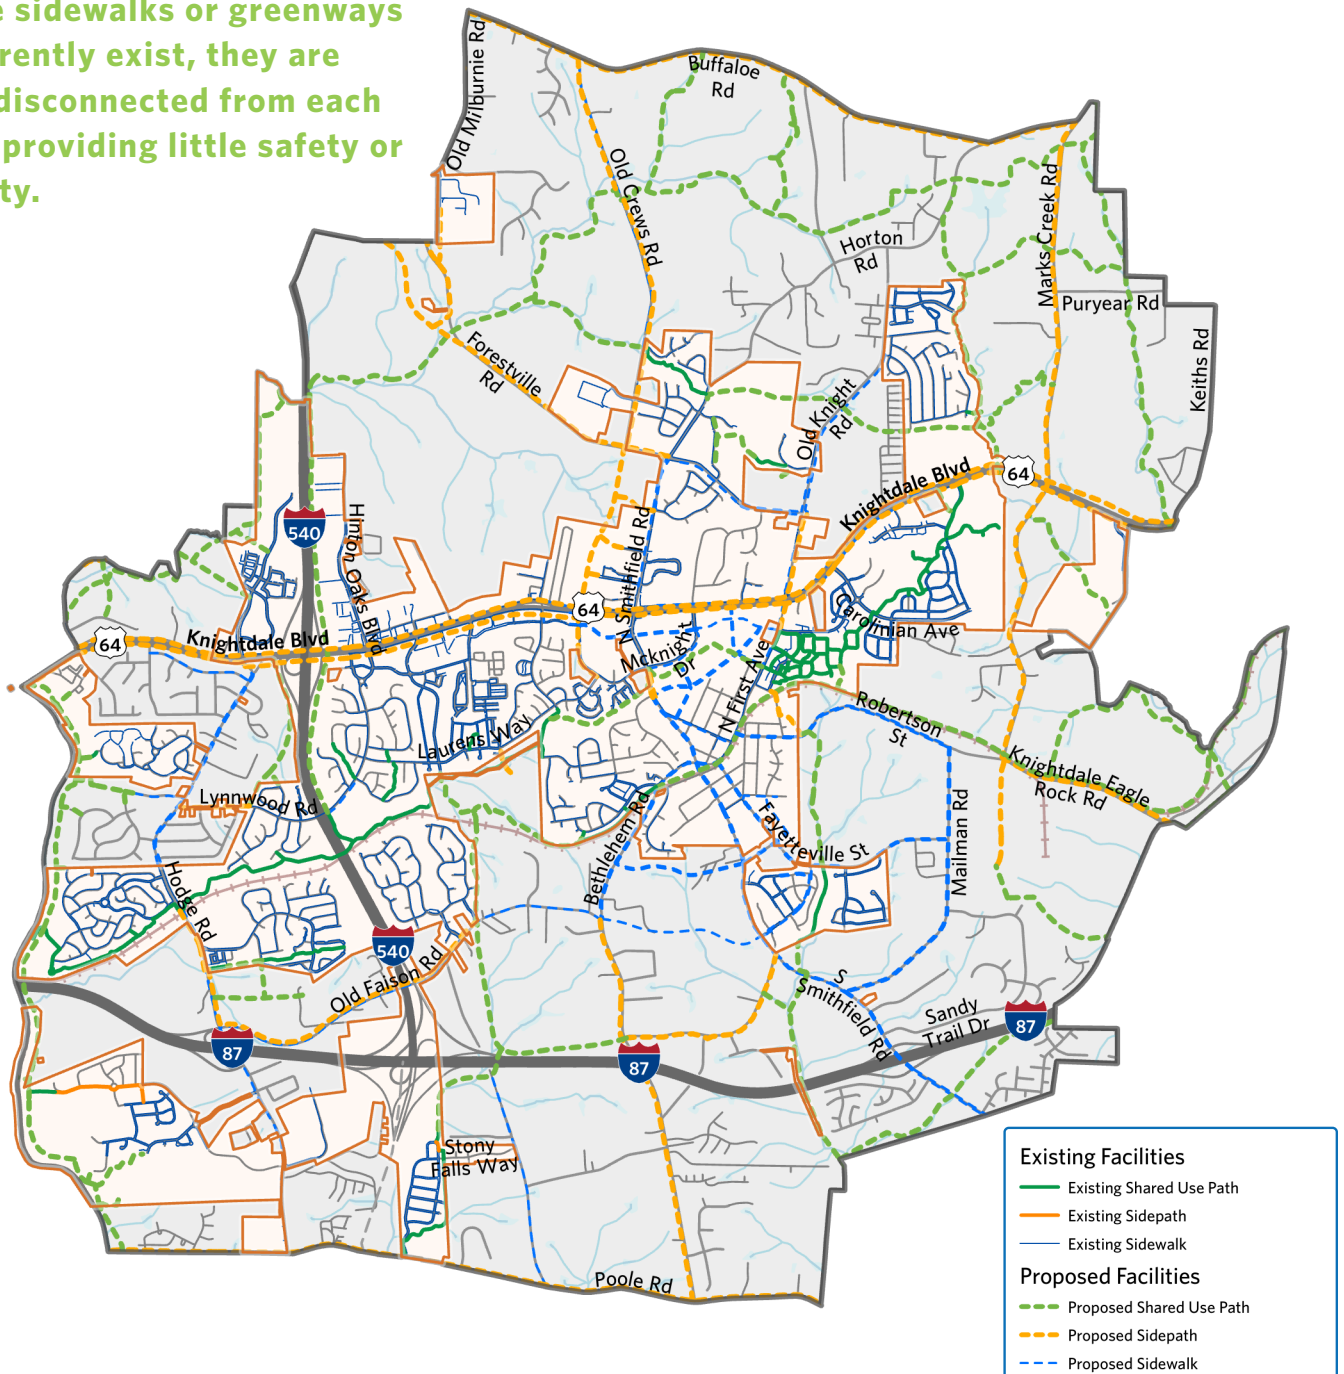 e sidewalks or greenways
rently exist, they are
disconnected from each
providing little safety or
ty.
Old Milburnie Rd
Buffaloe
Rd
Old Crews Rd
Marks Creek Rd
Horton
Rd
Puryear Rd
Keiths Rd
Forestville
Rd
Old Knight
Rd
Knightdale Blvd
64
540
Hinton Oaks Blvd
N Smithfield Rd
64
64
Knightdale Blvd
Carolinian Ave
Mcknight
Dr
N First Ave
Laurens Way
Robertson
St
Knightdale Eagle
Rock Rd
Lynnwood Rd
Bethlehem Rd
Fayetteville St
Mailman Rd
Hodge Rd
540
Old Falson Rd
S
Smithfield Rd
Sandy
Trail Dr
87
87
87
Stony
Falls Way
Poole Rd
Existing Facilities
Existing Shared Use Path
Existing Sidepath
Existing Sidewalk
Proposed Facilities
Proposed Shared Use Path
Proposed Sidepath
Proposed Sidewalk